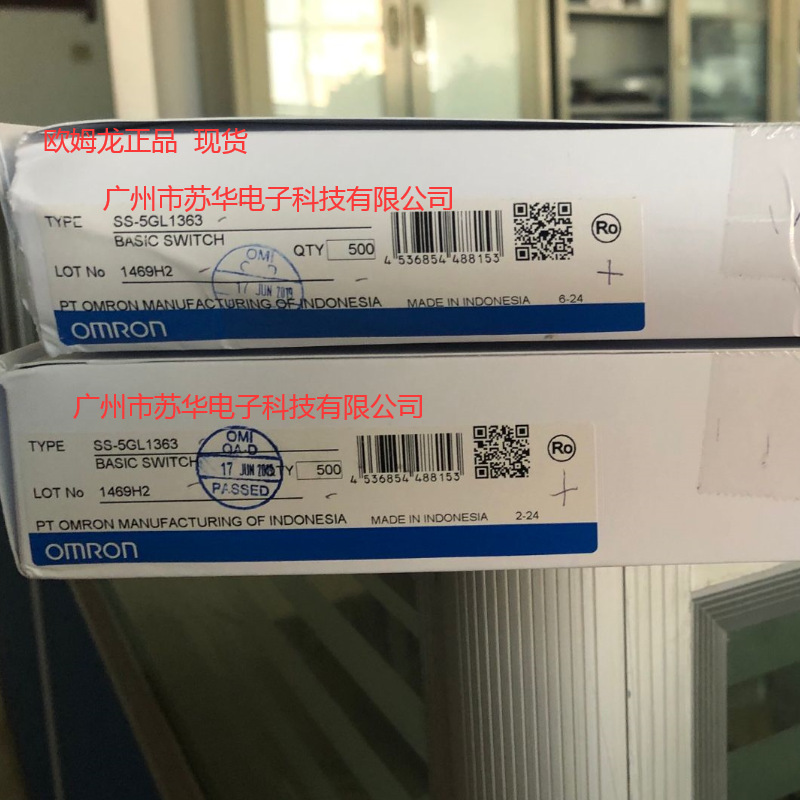 欧姆龙正品 现货
广州市苏华电子科技有限公司
TYPE SS-5GL1363
BASIC SWITCH
QTY 500
4 536854 488153
Ro
LOT No 1469H2
OMI
17 JUN 2019
PT OMRON MANUFACTURING OF INDONESIA MADE IN INDONESIA 6-24
OMRON
广州市苏华电子科技有限公司
TYPE SS-5GL1363
BASIC SWITCH
QTY 500
4 536854 488153
Ro
LOT No 1469H2
OMI
QA-D
17 JUN
PASSED
PT OMRON MANUFACTURING OF INDONESIA MADE IN INDONESIA 2-24
OMRON